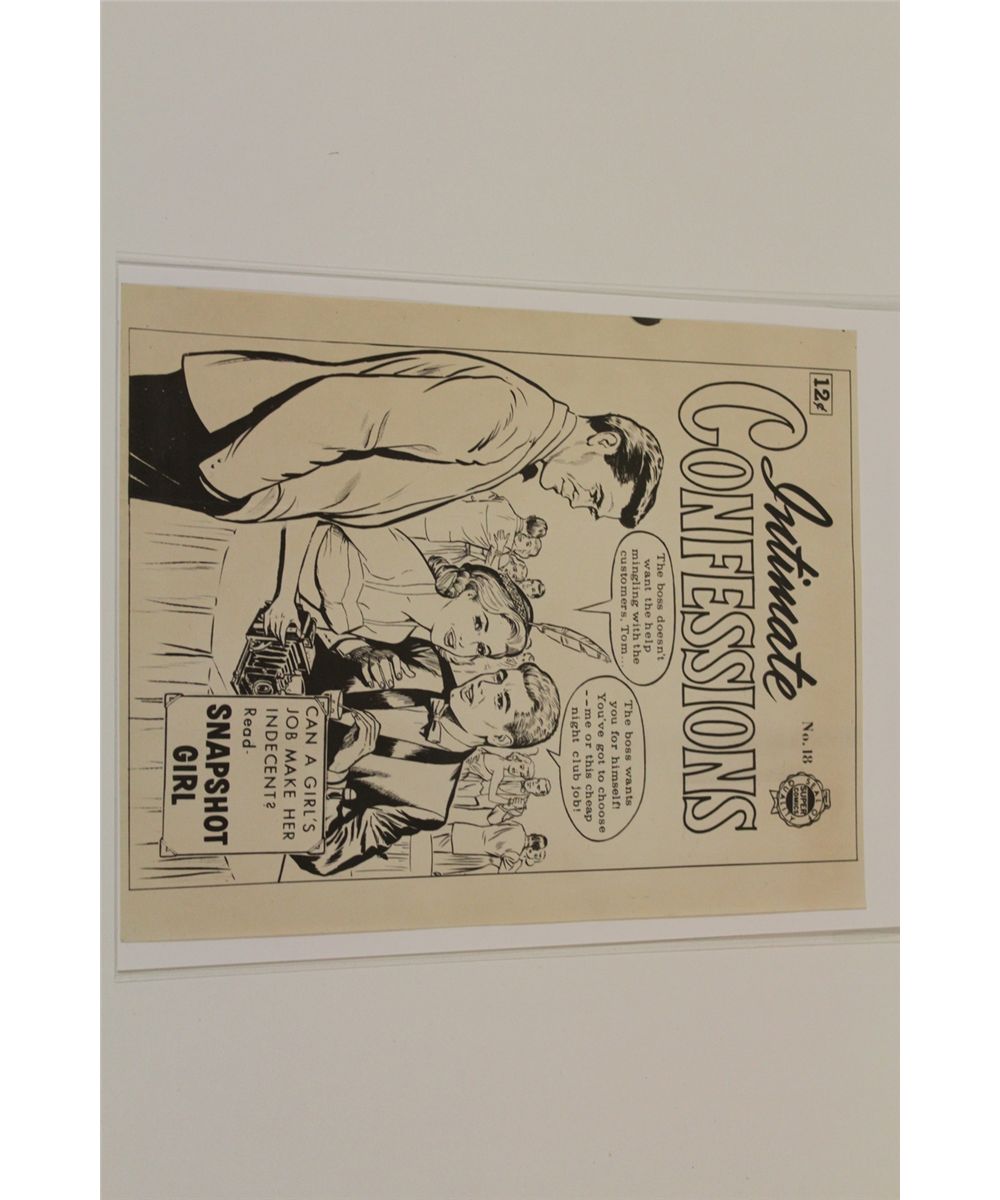 12¢
Intimate
No. 18
SUPER
COMICS
CONFESSIONS
The boss doesn't
want the help
mingling with the
customers, Tom...
The boss wants
you for himself!
You've got to choose
--me or this cheap
night club job!
CAN A GIRL'S
JOB MAKE HER
INDECENT?
Read-
SNAPSHOT
GIRL